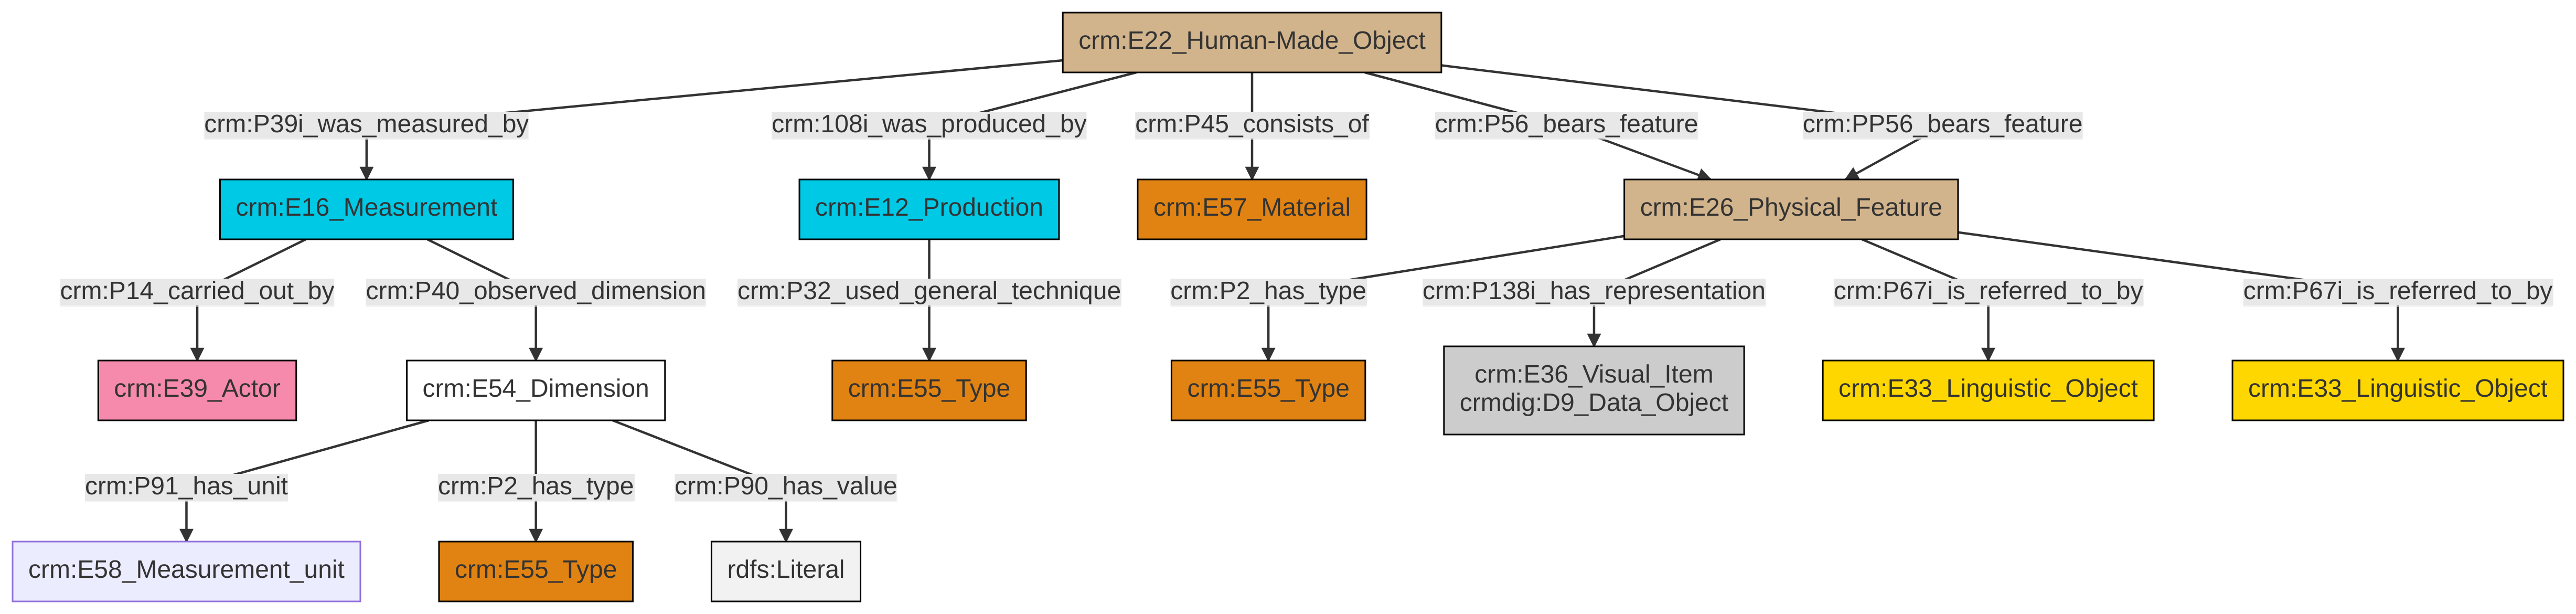 crm:E22_Human-Made_Object
crm:P39i_was_measured_by
crm:108i_was_produced_by
crm:P45_consists_of
crm:P56_bears_feature
crm:PP56_bears_feature
crm:E16_Measurement
crm:E12_Production
crm:E57_Material
crm:E26_Physical_Feature
crm:P14_carried_out_by
crm:P40_observed_dimension
crm:P32_used_general_technique
crm:P2_has_type
crm:P138i_has_representation
crm:P67i_is_referred_to_by
crm:P67i_is_referred_to_by
crm:E39_Actor
crm:E54_Dimension
crm:E55_Type
crm:E55_Type
crm:E36_Visual_Item
crmdig:D9_Data_Object
crm:E33_Linguistic_Object
crm:E33_Linguistic_Object
crm:P91_has_unit
crm:P2_has_type
crm:P90_has_value
crm:E58_Measurement_unit
crm:E55_Type
rdfs:Literal